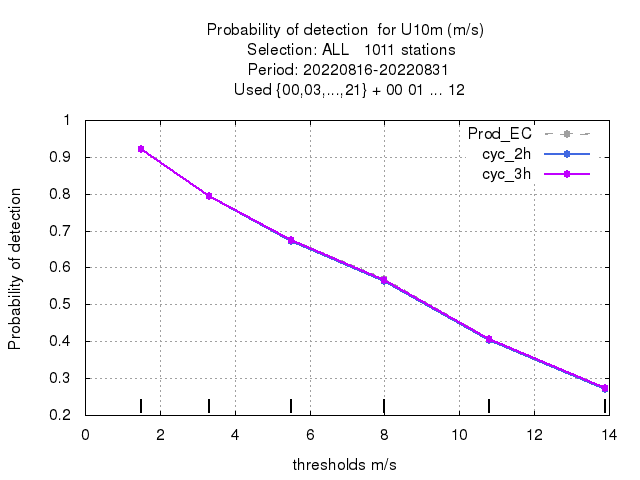 Probability of detection  for U10m (m/s)
Selection: ALL   1011 stations
Period: 20220816-20220831
Used {00,03,...,21} + 00 01 ... 12
Prod_EC
cyc_2h
cyc_3h
Probability of detection
1
0.9
0.8
0.7
0.6
0.5
0.4
0.3
0.2
0 2 4 6 8 10 12 14
thresholds m/s